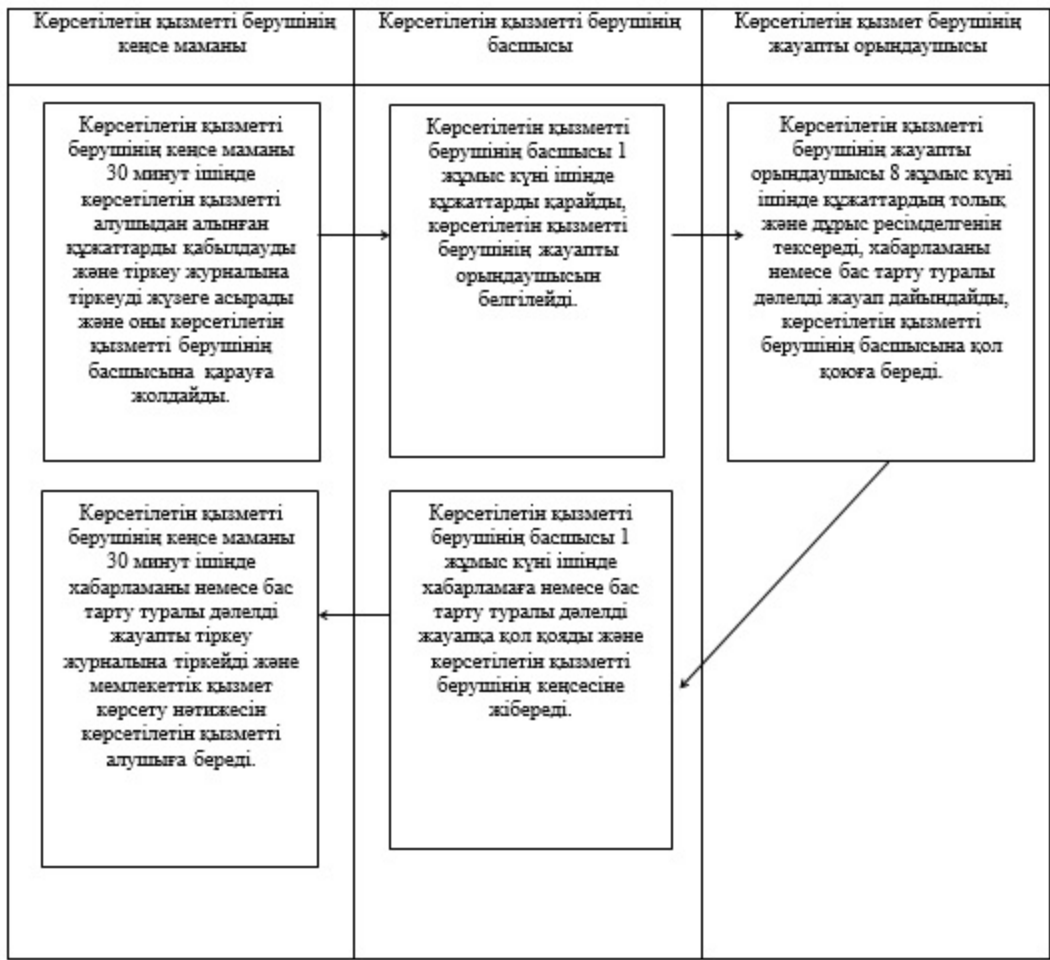 Көрсетілетін қызметті берушінің
кеңсе маманы
Көрсетілетін қызметті берушінің
басшысы
Көрсетілетін қызмет берушінің
жауапты орындаушысы
Көрсетілетін қызметті
берушінің кеңсе маманы
30 минут ішінде
көрсетілетін қызметті
алушыдан алынған
құжаттарды қабылдауды
және тіркеу журналына
тіркеуді жүзеге асырады
және оны көрсетілетін
қызметті берушінің
басшысына қарауға
жолдайды.
Көрсетілетін қызметті
берушінің басшысы 1
жұмыс күні ішінде
құжаттарды қарайды,
көрсетілетін қызметті
берушінің жауапты
орындаушысын
белгілейді.
Көрсетілетін қызметті
берушінің жауапты
орындаушысы 8 жұмыс күні
ішінде құжаттардың толық
және дұрыс ресімделгенін
тексереді, хабарламаны
немесе бас тарту туралы
дәлелді жауап дайындайды,
көрсетілетін қызметті
берушінің басшысына қол
қоюға береді.
Көрсетілетін қызметті
берушінің кеңсе маманы
30 минут ішінде
хабарламаны немесе бас
тарту туралы дәлелді
жауапты тіркеу
журналына тіркейді және
мемлекеттік қызмет
көрсету нәтижесін
көрсетілетін қызметті
алушыға береді.
Көрсетілетін қызметті
берушінің басшысы 1
жұмыс күні ішінде
хабарламаға немесе бас
тарту туралы дәлелді
жауапқа қол қояды және
көрсетілетін қызметті
берушінің кеңсесіне
жібереді.